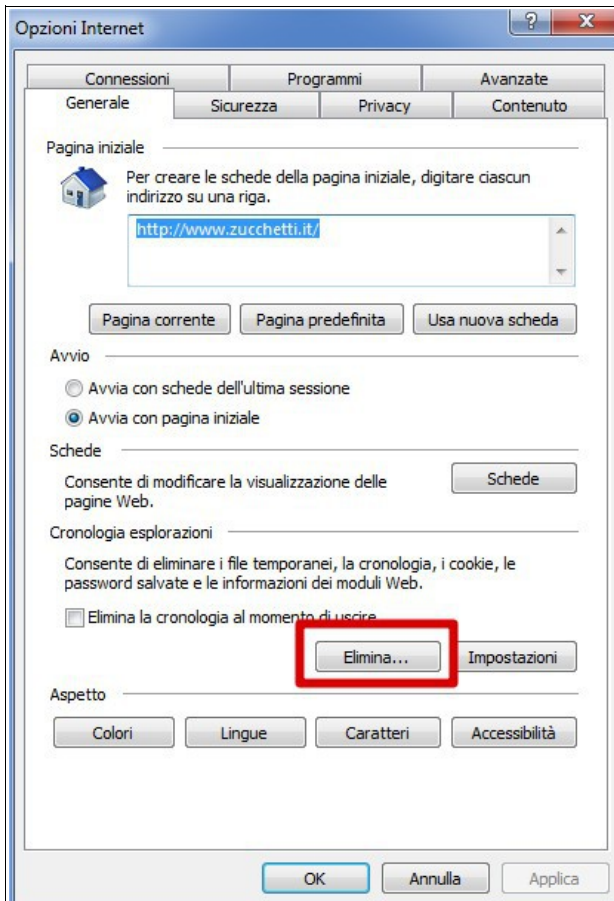 Opzioni Internet
?
X
Connessioni
Programmi
Avanzate
Generale
Sicurezza
Privacy
Contenuto
Pagina iniziale
Per creare le schede della pagina iniziale, digitare ciascun
indirizzo su una riga.
http://www.zucchetti.it/
Pagina corrente
Pagina predefinita
Usa nuova scheda
Avvio
Avvia con schede dell'ultima sessione
Avvia con pagina iniziale
Schede
Consente di modificare la visualizzazione delle
pagine Web.
Schede
Cronologia esplorazioni
Consente di eliminare i file temporanei, la cronologia, i cookie, le
password salvate e le informazioni dei moduli Web.
Elimina la cronologia al momento di uscire
Elimina...
Impostazioni
Aspetto
Colori
Lingue
Caratteri
Accessibilità
OK
Annulla
Applica